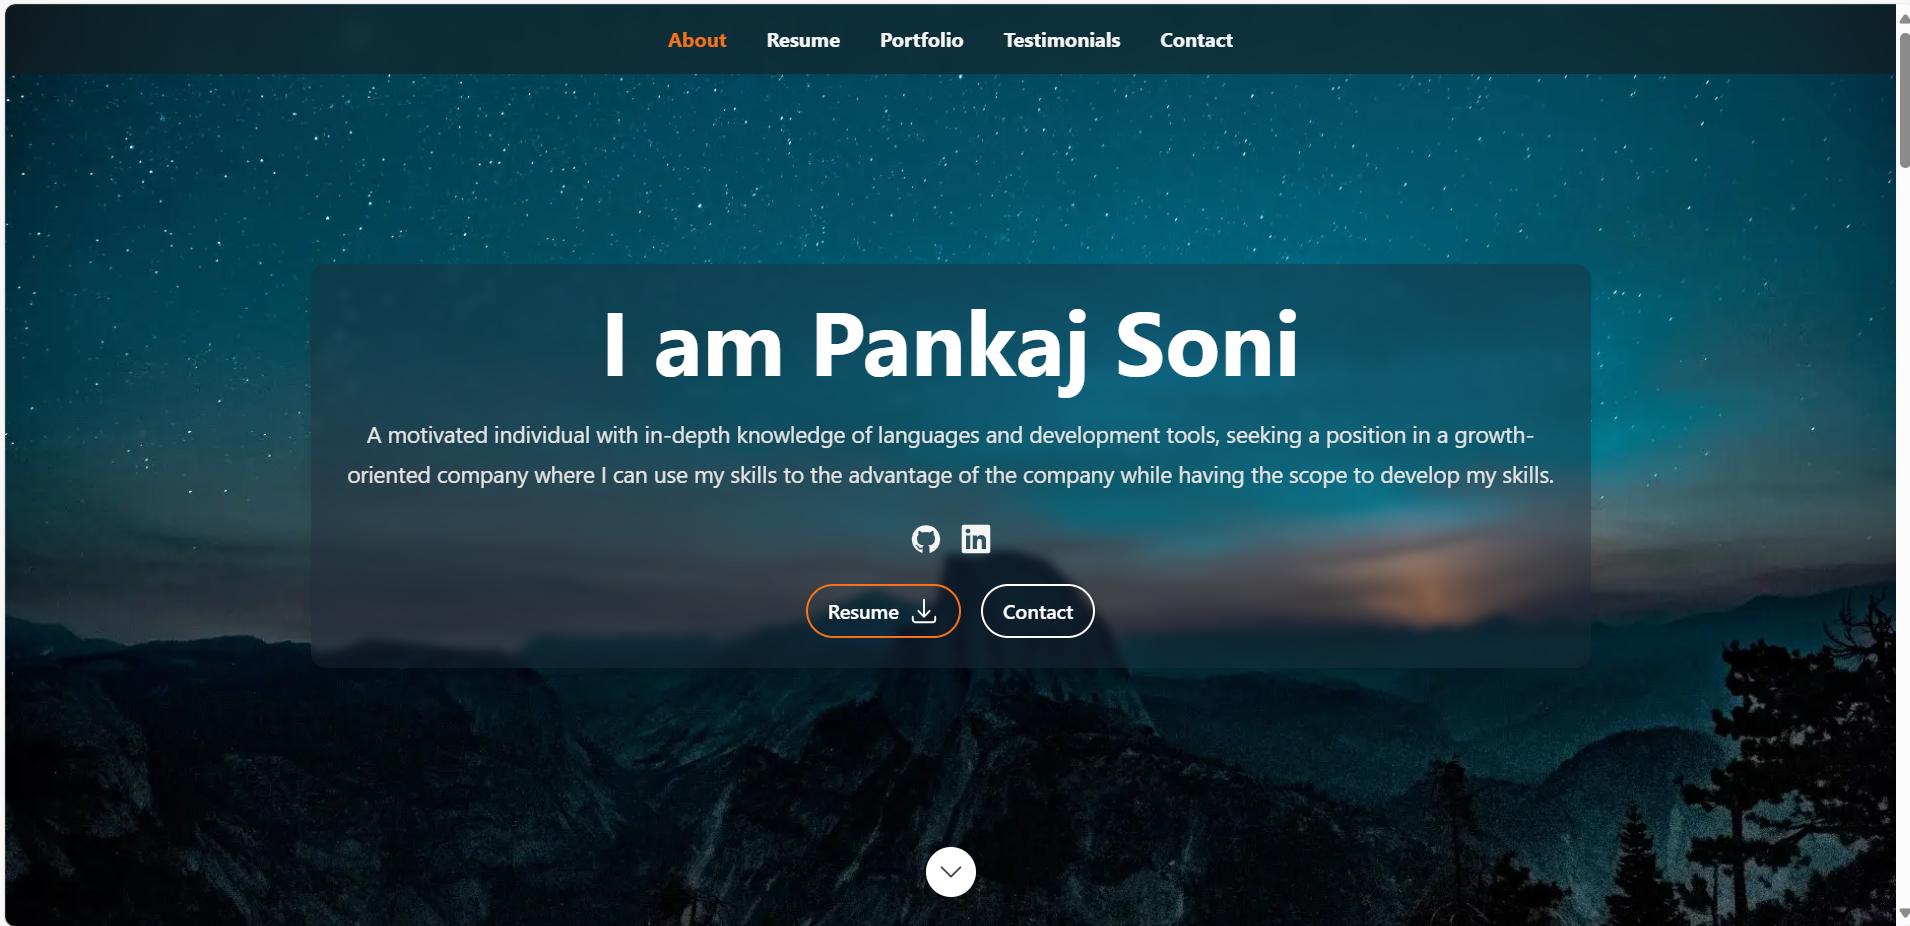 About Resume Portfolio Testimonials Contact
I am Pankaj Soni
A motivated individual with in-depth knowledge of languages and development tools, seeking a position in a growth-
oriented company where I can use my skills to the advantage of the company while having the scope to develop my skills.
in
Resume Contact